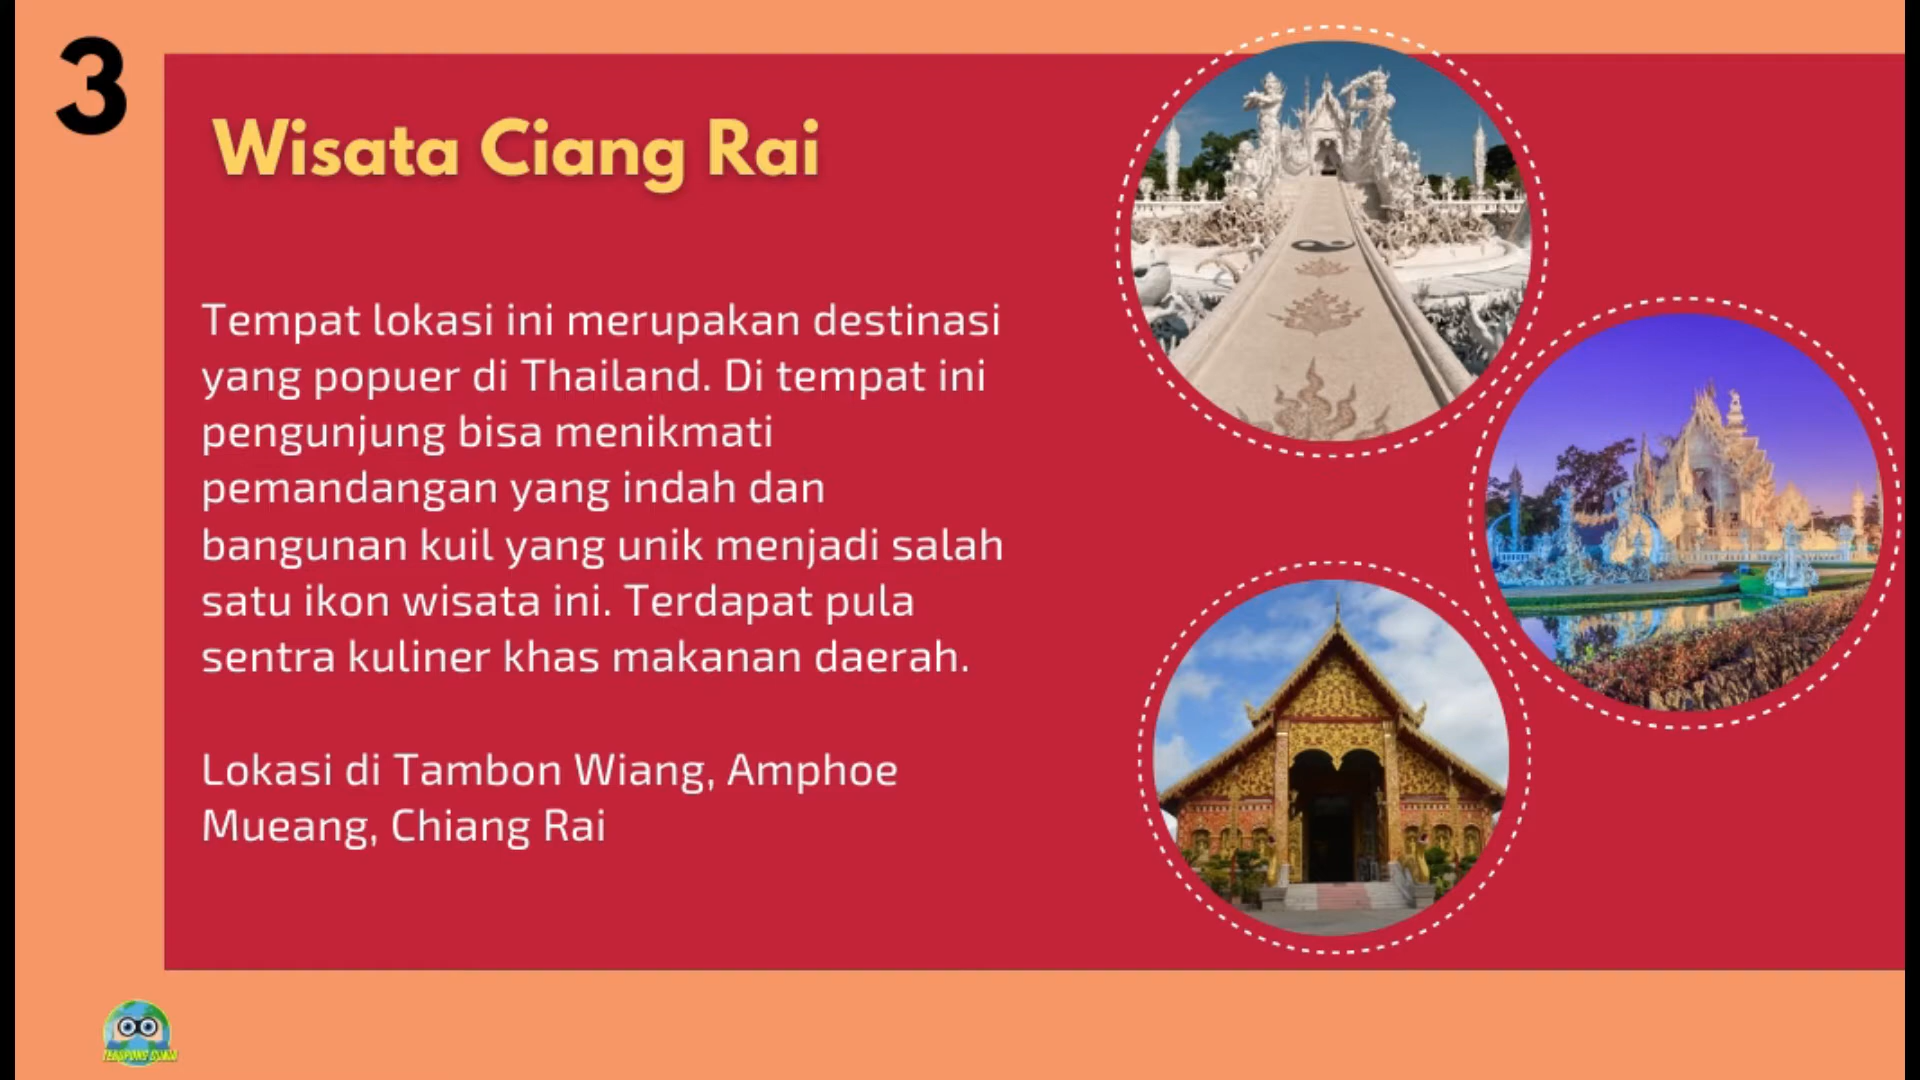 3
Wisata Ciang Rai
Tempat lokasi ini merupakan destinasi
yang popuer di Thailand. Di tempat ini
pengunjung bisa menikmati
pemandangan yang indah dan
bangunan kuil yang unik menjadi salah
satu ikon wisata ini. Terdapat pula
sentra kuliner khas makanan daerah.
Lokasi di Tambon Wiang, Amphoe
Mueang, Chiang Rai